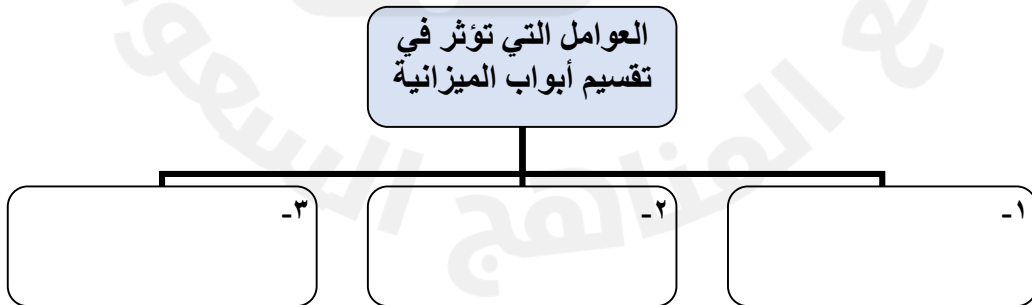 العوامل التي تؤثر في
تقسيم أبواب الميزانية
١-
٢-
٣-